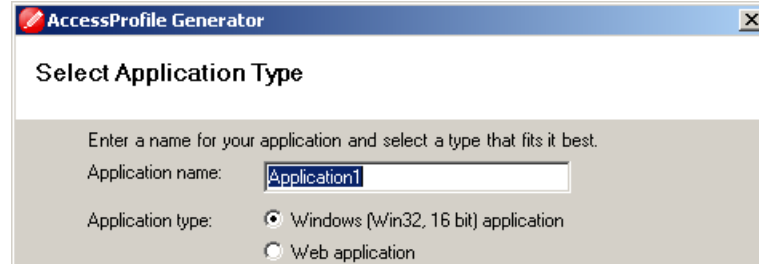 AccessProfile Generator
Select Application Type
Enter a name for your application and select a type that fits it best.
Application name: Application1
Application type: Windows (Win32, 16 bit) application
Web application